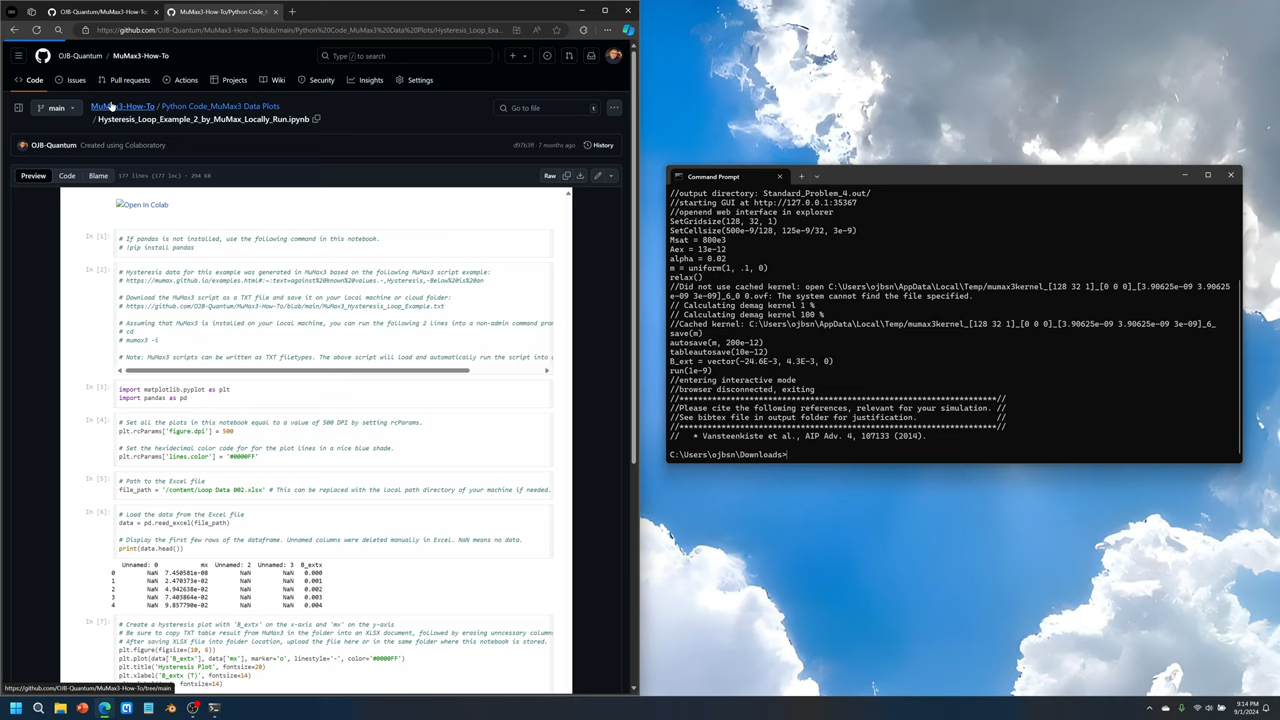 OJB-Quantum/MuMax3-How-To:
MuMax3-How-To/Python Code_Mu
https://github.com/OJB-Quantum/MuMax3-How-To/blob/main/Python%20Code_MuMax3%20Data%20Plots/Hysteresis_Loop_Exa...
OJB-Quantum / MuMax3-How-To
Type / to search
Code
Issues
Pull requests
Actions
Projects
Wiki
Security
Insights
Settings
main
MuMax3-How-To / Python Code_MuMax3 Data Plots
/ Hysteresis_Loop_Example_2_by_MuMax_Locally_Run.ipynb
Go to file
t
OJB-Quantum Created using Colaboratory
d97b3ff · 7 months ago
History
Preview
Code
Blame
177 lines (177 loc) · 294 KB
Raw
Open In Colab
In [1]:
# If pandas is not installed, use the following command in this notebook.
# !pip install pandas
In [2]:
# Hysteresis data for this example was generated in MuMax3 based on the following MuMax3 script example:
# https://mumax.github.io/examples.html#:~:text=against%20known%20values.-,Hysteresis,-Below%20is%20an
# Download the MuMax script as a TXT file and save it on your local machine or cloud folder:
# https://github.com/OJB-Quantum/MuMax3-How-To/blob/main/MuMax3_Hysteresis_Loop_Example.txt
# Assuming that MuMax3 is installed on your local machine, you can run the following 2 lines into a non-admin command pro
# cd
# mumax3 -i
# Note: MuMax3 scripts can be written as TXT filetypes. The above script will load and automatically run the script into
In [3]:
import matplotlib.pyplot as plt
import pandas as pd
In [4]:
# Set all the plots in this notebook equal to a value of 500 DPI by setting rcParams.
plt.rcParams['figure.dpi'] = 500
# Set the hexidecimal color code for for the plot lines in a nice blue shade.
plt.rcParams['lines.color'] = '#0000FF'
In [5]:
# Path to the Excel file
file_path = '/content/Loop Data 002.xlsx' # This can be replaced with the local path directory of your machine if needed.
In [6]:
# Load the data from the Excel file
data = pd.read_excel(file_path)
# Display the first few rows of the dataframe. Unnamed columns were deleted manually in Excel. NaN means no data.
print(data.head())
Unnamed: 0 mx Unnamed: 2 Unnamed: 3 B_extx
0 NaN 7.450581e-08 NaN NaN 0.000
1 NaN 2.470373e-02 NaN NaN 0.001
2 NaN 4.942638e-02 NaN NaN 0.002
3 NaN 7.403864e-02 NaN NaN 0.003
4 NaN 9.857790e-02 NaN NaN 0.004
In [7]:
# Create a hysteresis plot with 'B_extx' on the x-axis and 'mx' on the y-axis
# Be sure to copy TXT table result from MuMax3 in the folder into an XLSX document, followed by erasing unncessary column
# After saving XLSX file into folder location, upload the file here or in the same folder where this notebook is stored.
plt.figure(figsize=(10, 6))
plt.plot(data['B_extx'], data['mx'], marker='o', linestyle='-', color='#0000FF')
plt.title('Hysteresis Plot', fontsize=20)
plt.xlabel('B_extx (T)', fontsize=14)
fontsize=14)
https://github.com/OJB-Quantum/MuMax3-How-To/tree/main
Command Prompt
//output directory: Standard_Problem_4.out/
//starting GUI at http://127.0.0.1:35367
//openend web interface in explorer
SetGridsize(128, 32, 1)
SetCellsize(500e-9/128, 125e-9/32, 3e-9)
Msat = 800e3
Aex = 13e-12
alpha = 0.02
m = uniform(1, .1, 0)
relax()
//Did not use cached kernel: open C:\Users\ojbsn\AppData\Local\Temp/mumax3kernel_[128 32 1]_[0 0 0]_[3.90625
e-09 3.90625e-09 3e-09]_6_0 0.ovf: The system cannot find the file specified.
// Calculating demag kernel 1 %
// Calculating demag kernel 100 %
//Cached kernel: C:\Users\ojbsn\AppData\Local\Temp/mumax3kernel_[128 32 1]_[0 0 0]_[3.90625e-09 3.90625e-09 3e-09]_6_
save(m)
autosave(m, 200e-12)
tableautosave(10e-12)
B_ext = vector(-24.6E-3, 4.3E-3, 0)
run(1e-9)
//entering interactive mode
//browser disconnected, exiting
//************************************************************//
//Please cite the following references, relevant for your simulation. //
//See bibtex file in output folder for justification. //
//************************************************************//
// * Vansteenkiste et al., AIP Adv. 4, 107133 (2014).
C:\Users\ojbsn\Downloads>
9:14 PM
9/1/2024